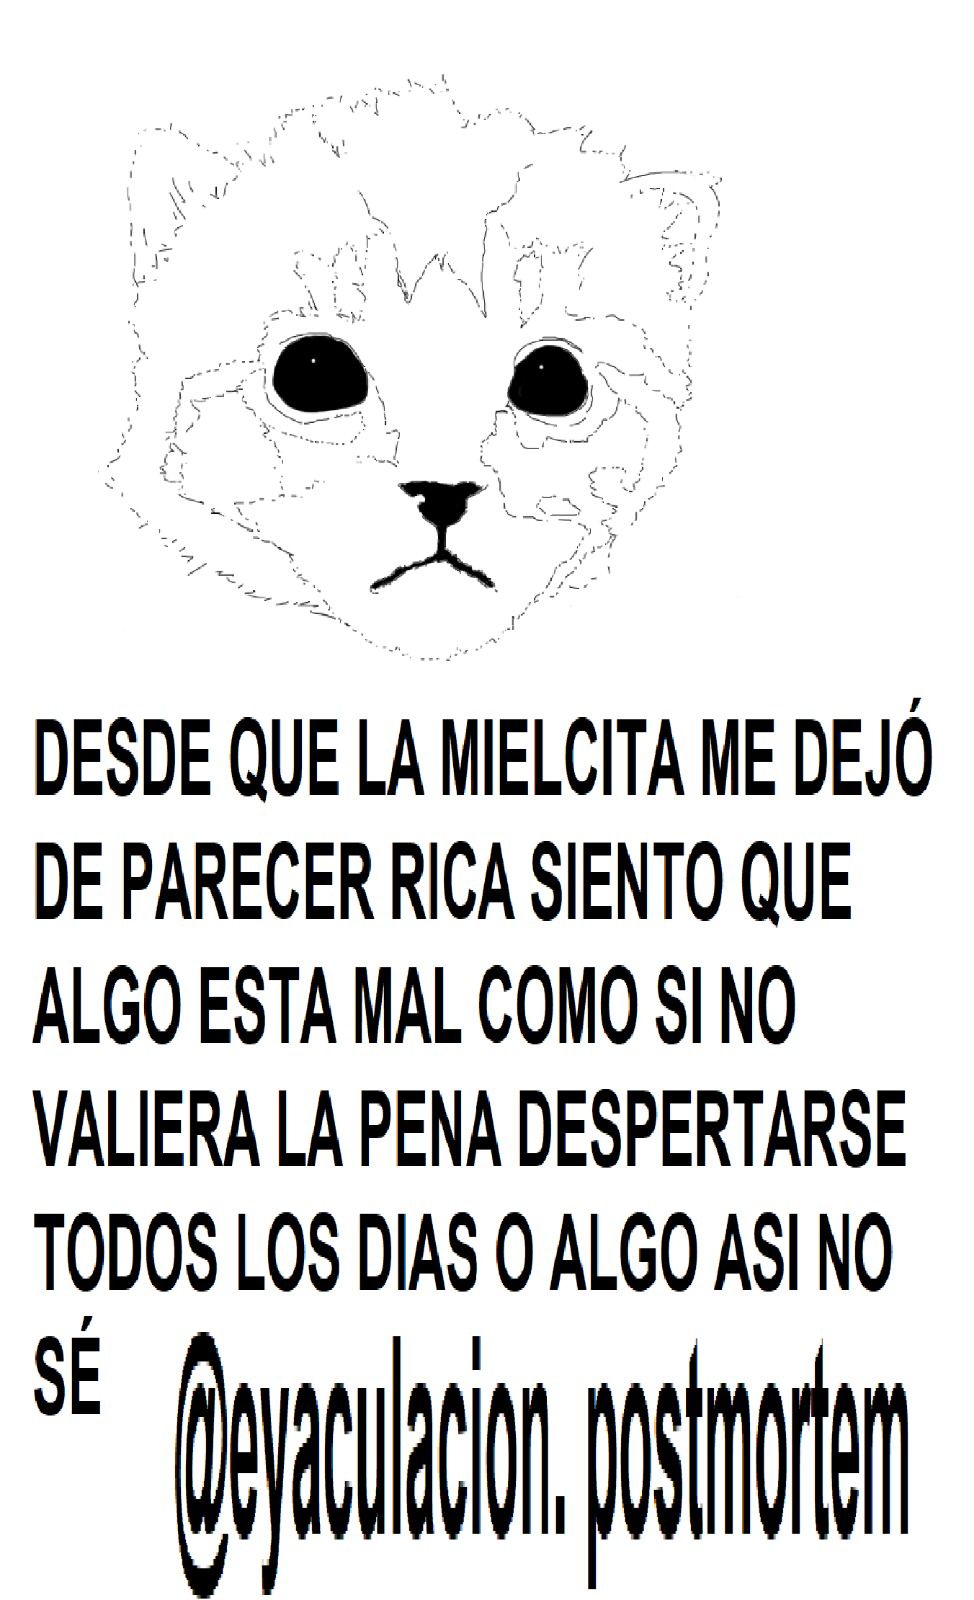 DESDE QUE LA MIELCITA ME DEJÓ
DE PARECER RICA SIENTO QUE
ALGO ESTA MAL COMO SI NO
VALIERA LA PENA DESPERTARSE
TODOS LOS DIAS O ALGO ASI NO
SÉ
@eyaculacion. postmortem